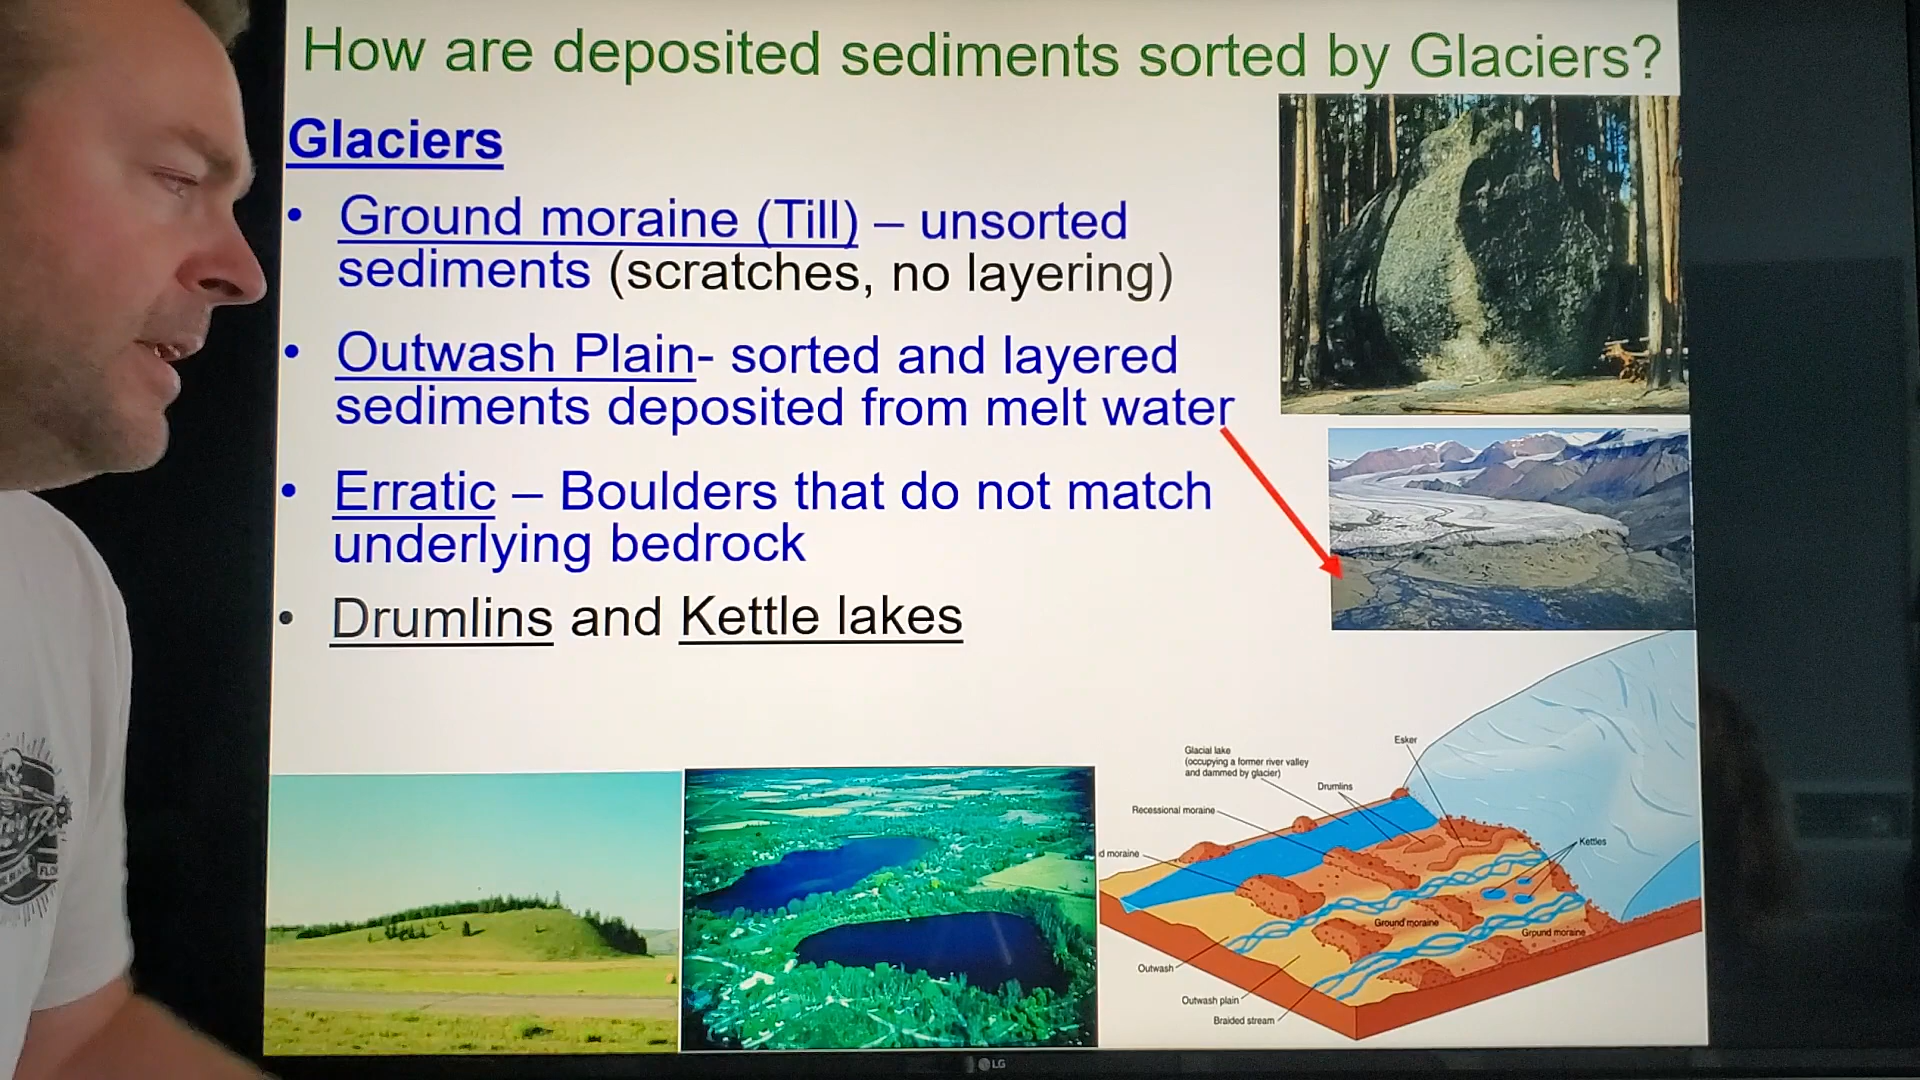 How are deposited sediments sorted by Glaciers?
Glaciers
• Ground moraine (Till) – unsorted
sediments (scratches, no layering)
• Outwash Plain- sorted and layered
sediments deposited from melt water
• Erratic – Boulders that do not match
underlying bedrock
• Drumlins and Kettle lakes
Esker
Glacial lake
(occupying a former river valley
and dammed by glacier)
Drumlins
Recessional moraine
Kettles
d moraine
Ground moraine
Ground moraine
Outwash
Outwash plain
Braided stream
LG